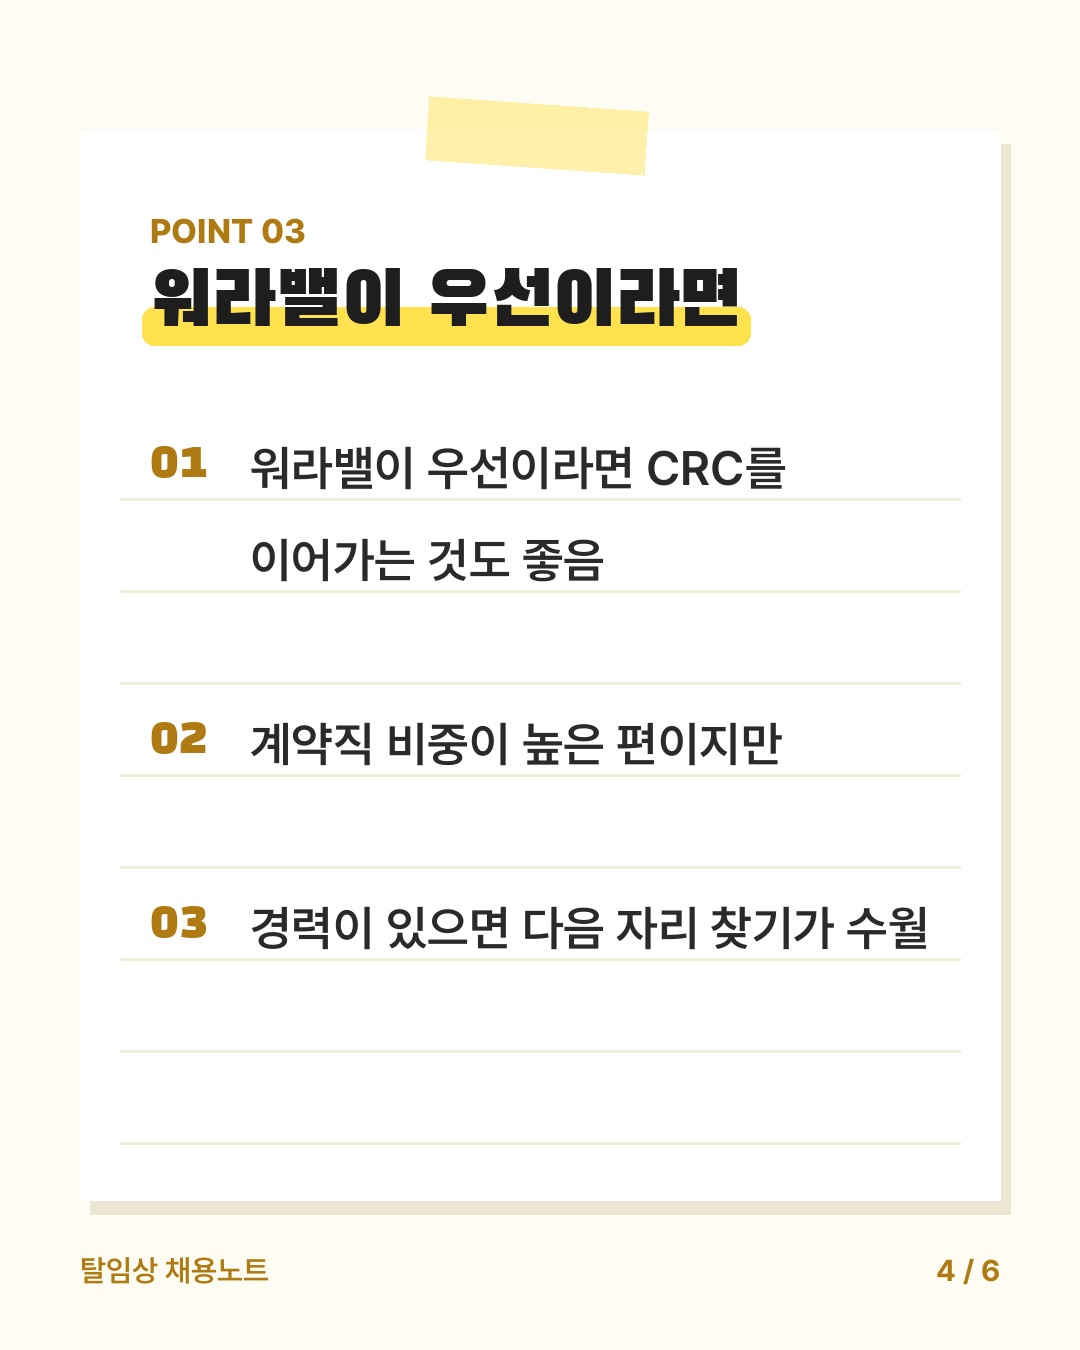 POINT 03
워라밸이 우선이라면
01 워라밸이 우선이라면 CRC를
이어가는 것도 좋음
02 계약직 비중이 높은 편이지만
03 경력이 있으면 다음 자리 찾기가 수월
탈임상 채용노트
4 / 6